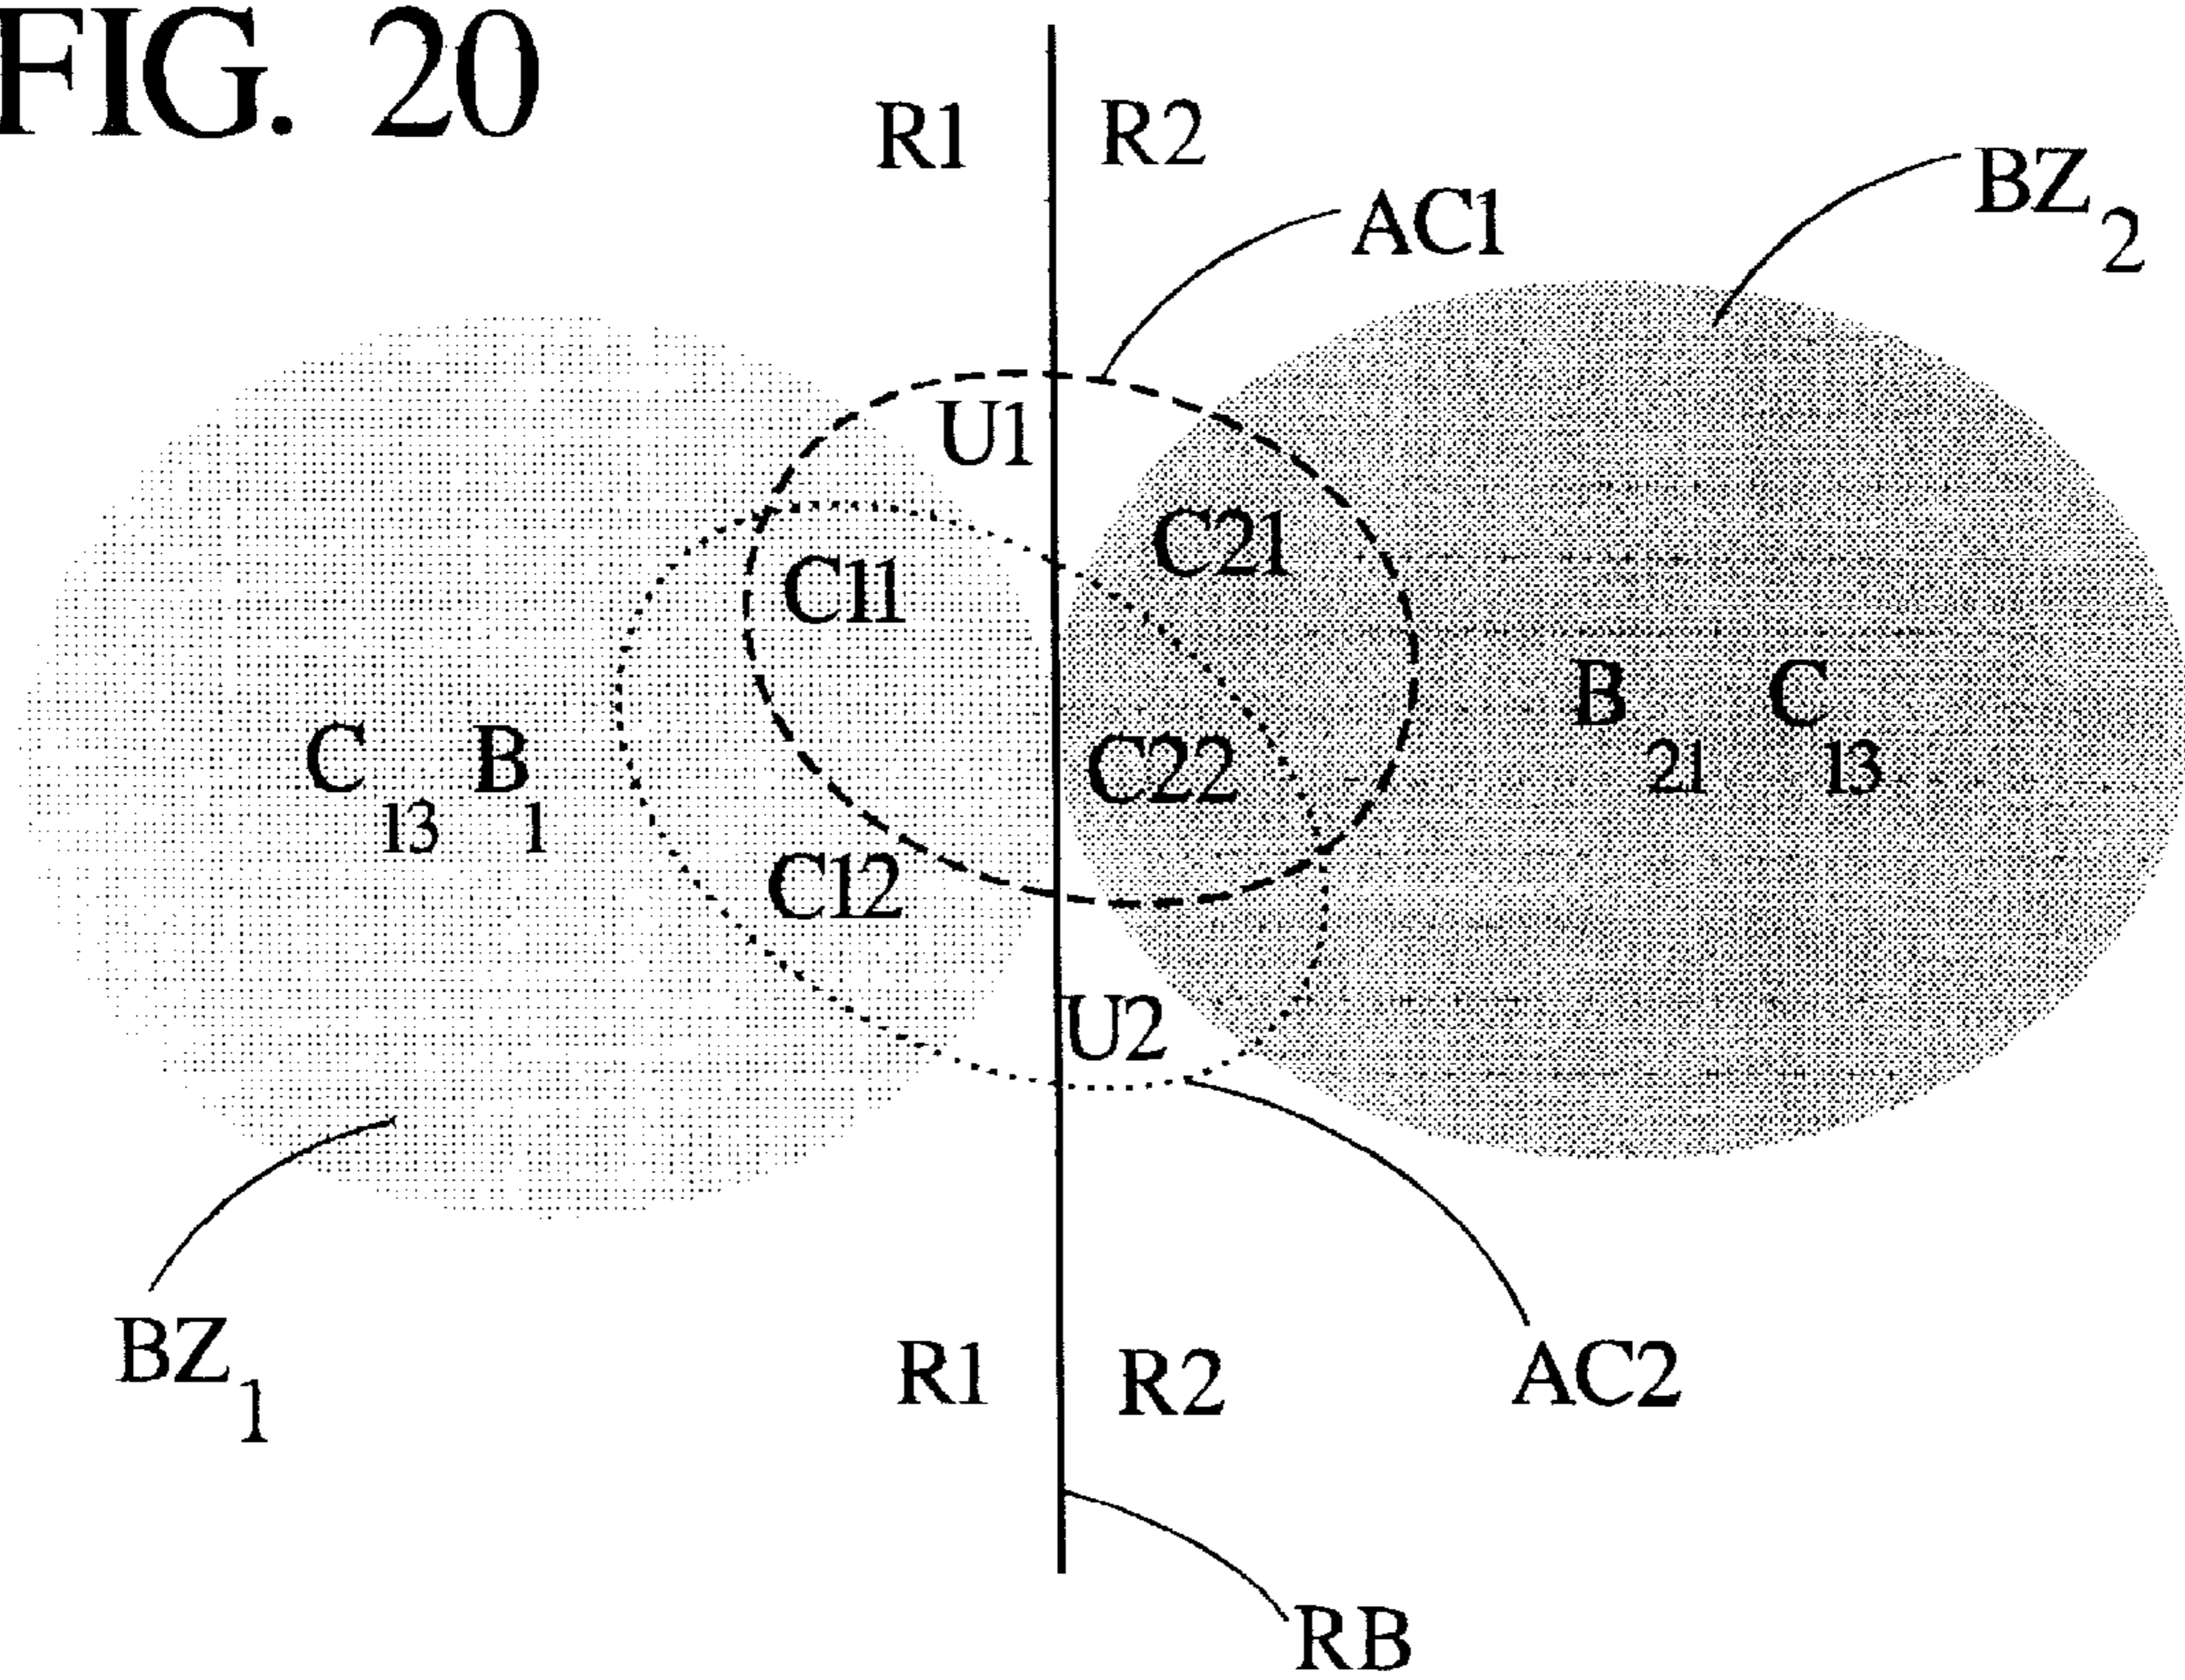 FIG. 20
R1 R2
AC1
BZ2
U1
C21
C11
B21 C13
C13 B1
C22
C12
U2
BZ1
R1 R2
AC2
RB